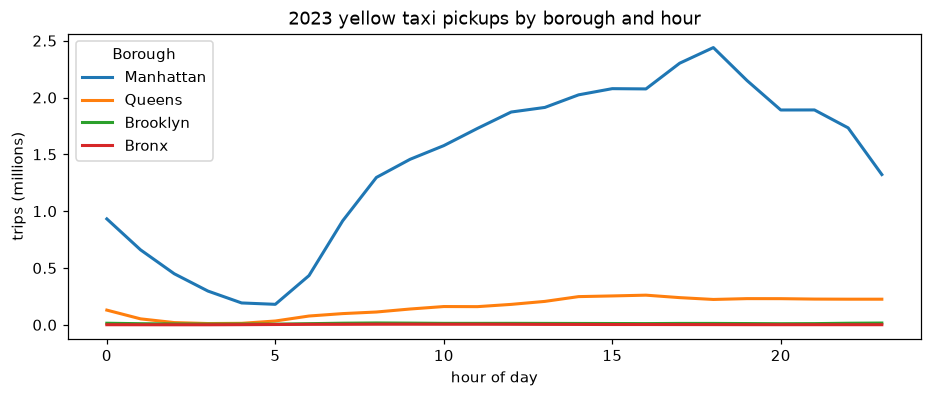 2023 yellow taxi pickups by borough and hour
Borough
Manhattan
Queens
Brooklyn
Bronx
2.5
2.0
1.5
1.0
0.5
0.0
trips (millions)
0 5 10 15 20
hour of day